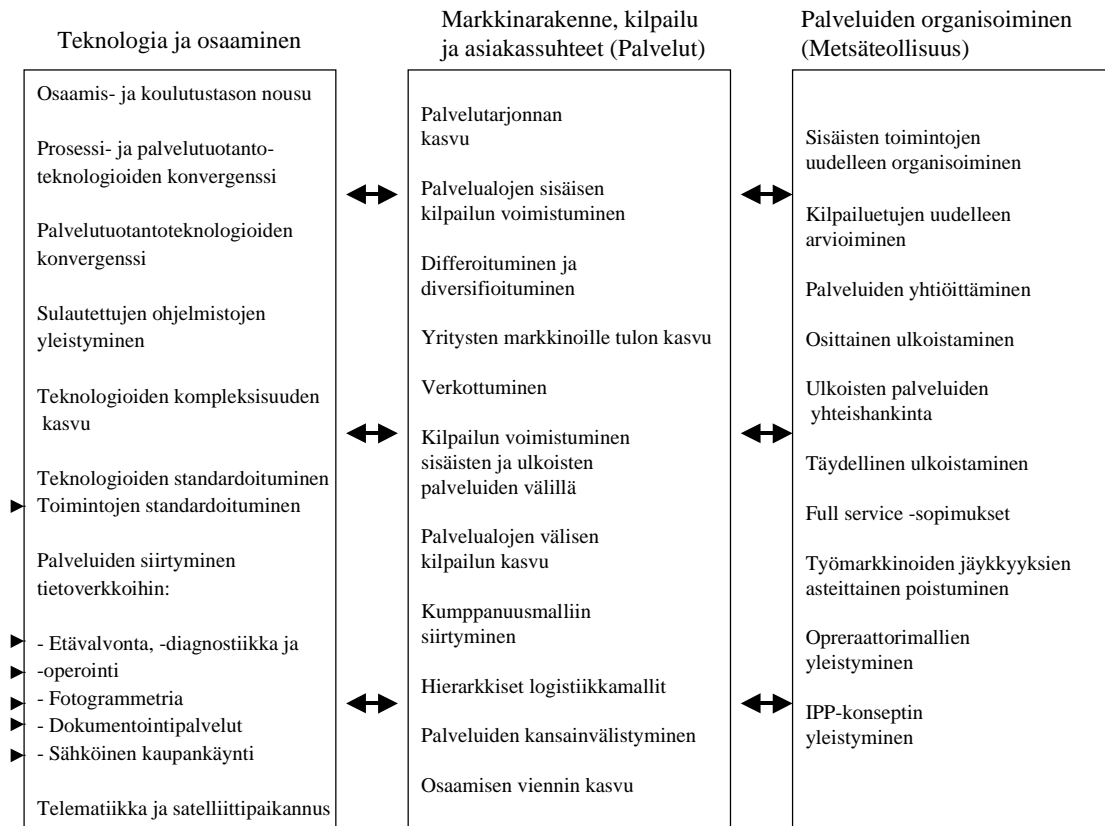 Teknologia ja osaaminen
Osaamis- ja koulutustason nousu
Prosessi- ja palvelutuotanto-
teknologioiden konvergenssi
Palvelutuotantoteknologioiden
konvergenssi
Sulautettujen ohjelmistojen
yleistyminen
Teknologioiden kompleksisuuden
kasvu
Teknologioiden standardoituminen
Toimintojen standardoituminen
Palveluiden siirtyminen
tietoverkkoihin:
- Etävalvonta, -diagnostiikka ja
-operointi
- Fotogrammetria
- Dokumentointipalvelut
- Sähköinen kaupankäynti
Telematiikka ja satelliittipaikannus
Markkinarakenne, kilpailu
ja asiakassuhteet (Palvelut)
Palvelutarjonnan
kasvu
Palvelualojen sisäisen
kilpailun voimistuminen
Differoituminen ja
diversifioituminen
Yritysten markkinoille tulon kasvu
Verkottuminen
Kilpailun voimistuminen
sisäisten ja ulkoisten
palveluiden välillä
Palvelualojen välisen
kilpailun kasvu
Kumppanuusmalliin
siirtyminen
Hierarkkiset logistiikkamallit
Palveluiden kansainvälistyminen
Osaamisen viennin kasvu
Palveluiden organisoiminen
(Metsäteollisuus)
Sisäisten toimintojen
uudelleen organisoiminen
Kilpailuetujen uudelleen
arvioiminen
Palveluiden yhtiöittäminen
Osittainen ulkoistaminen
Ulkoisten palveluiden
yhteishankinta
Täydellinen ulkoistaminen
Full service -sopimukset
Työmarkkinoiden jäykkyyksien
asteittainen poistuminen
Opreraattorimallien
yleistyminen
IPP-konseptin
yleistyminen